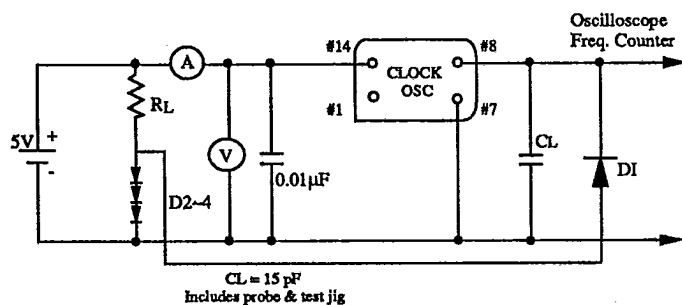 Oscilloscope
Freq. Counter
#14
#8
A
CLOCK
OSC
RL
#1
#7
5V
+
-
V
CL
0.01μF
DI
D2~4
CL = 15 pF
Includes probe & test jig